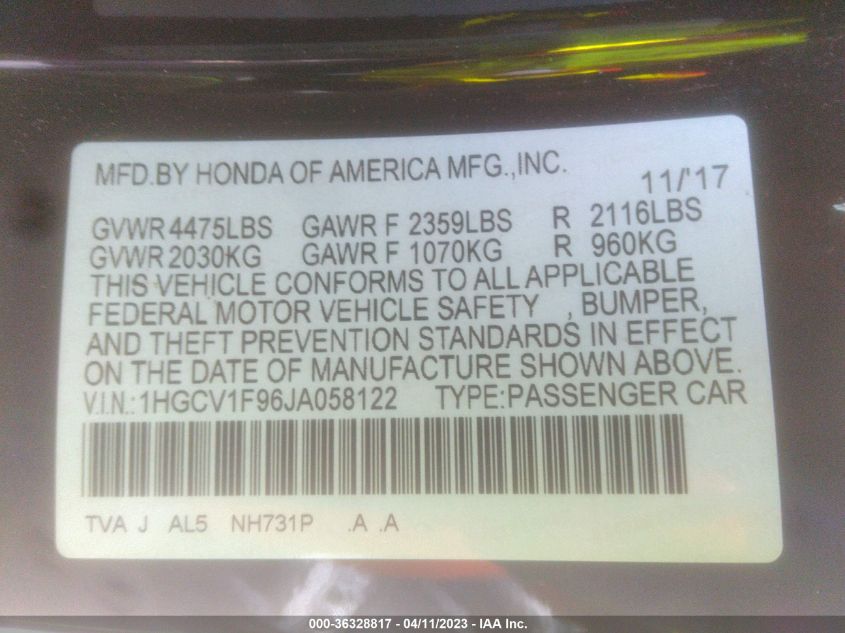 MFD.BY HONDA OF AMERICA MFG.,INC. 11/'17
GVWR 4475LBS GAWR F 2359LBS R 2116LBS
GVWR 2030KG GAWR F 1070KG R 960KG
THIS VEHICLE CONFORMS TO ALL APPLICABLE
FEDERAL MOTOR VEHICLE SAFETY , BUMPER,
AND THEFT PREVENTION STANDARDS IN EFFECT
ON THE DATE OF MANUFACTURE SHOWN ABOVE.
V.I.N.:1HGCV1F96JA058122 TYPE:PASSENGER CAR
TVA J AL5 NH731P .A .A
000-36328817 - 04/11/2023 - IAA Inc.